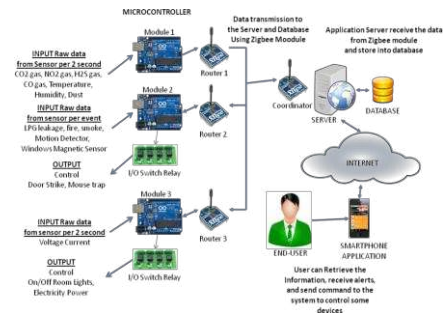 MICROCONTROLLER
Module 1
INPUT Raw data
from Sensor per 2 second
CO2 gas, NO2 gas, H2S gas,
CO gas, Temperature,
Humidity, Dust
Router 1
Module 2
INPUT Raw data
from sensor per event
LPG leakage, fire, smoke,
Motion Detector,
Windows Magnetic Sensor
Router 2
OUTPUT
Control
Door Strike, Mouse trap
I/O Switch Relay
Module 3
INPUT Raw data
fom sensor per 2 second
Voltage Current
Router 3
OUTPUT
Control
On/Off Room Lights,
Electricity Power
I/O Switch Relay
Data transmission to
the Server and Database
Using Zigbee Moodule
Coordinator
Application Server receive the data
from Zigbee module
and store into database
SERVER
DATABASE
INTERNET
END-USER
SMARTPHONE
APPLICATION
User can Retrieve the
Information, receive alerts,
and send command to the
system to control some
devices